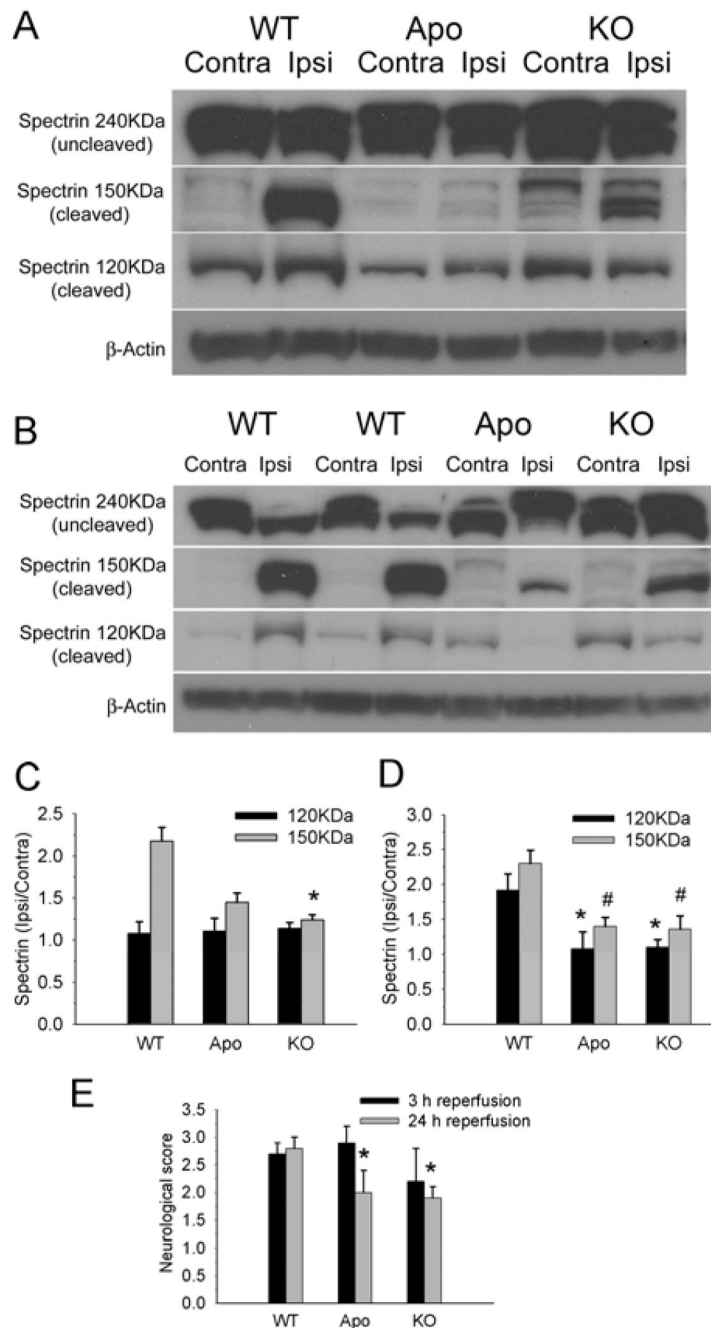 A
WT Apo KO
Contra Ipsi Contra Ipsi Contra Ipsi
Spectrin 240KDa
(uncleaved)
Spectrin 150KDa
(cleaved)
Spectrin 120KDa
(cleaved)
β-Actin
B
WT WT Apo KO
Contra Ipsi Contra Ipsi Contra Ipsi Contra Ipsi
Spectrin 240KDa
(uncleaved)
Spectrin 150KDa
(cleaved)
Spectrin 120KDa
(cleaved)
β-Actin
C
Spectrin (Ipsi/Contra)
2.5
2.0
1.5
1.0
0.5
0.0
120KDa
150KDa
*
WT Apo KO
D
Spectrin (Ipsi/Contra)
3.0
2.5
2.0
1.5
1.0
0.5
0.0
120KDa
150KDa
* # * #
WT Apo KO
E
Neurological score
3.5
3.0
2.5
2.0
1.5
1.0
0.5
0.0
3 h reperfusion
24 h reperfusion
* *
WT Apo KO